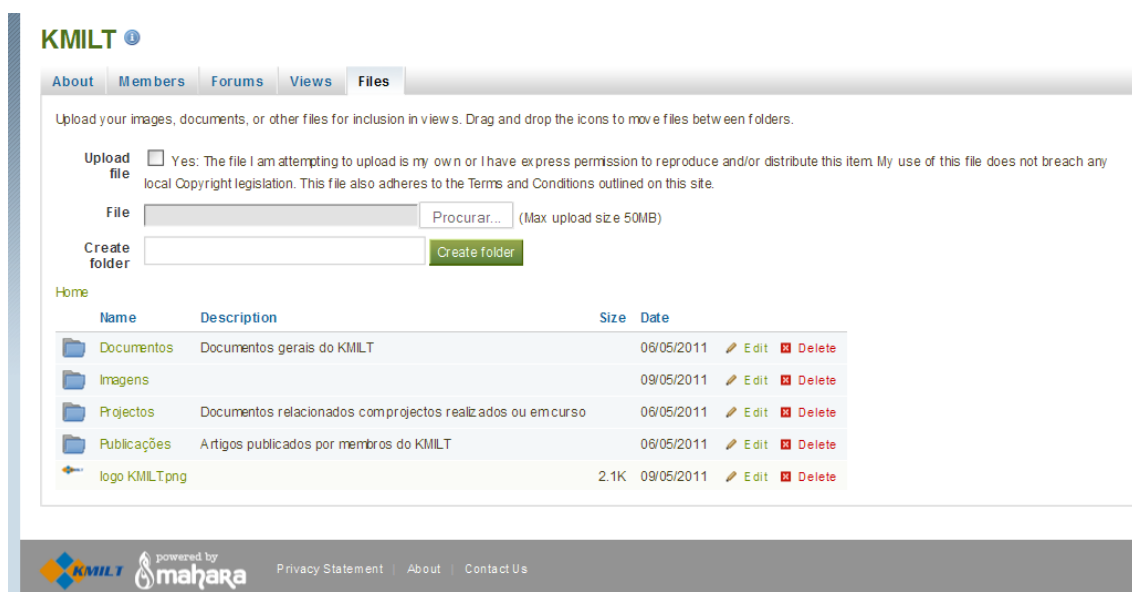 KMILT
About Members Forums Views Files
Upload your images, documents, or other files for inclusion in views. Drag and drop the icons to move files between folders.
Upload file Yes: The file I am attempting to upload is my own or I have express permission to reproduce and/or distribute this item. My use of this file does not breach any
local Copyright legislation. This file also adheres to the Terms and Conditions outlined on this site.
File Procurar... (Max upload size 50MB)
Create folder Create folder
Home
Name Description Size Date
Documentos Documentos gerais do KMILT 06/05/2011 Edit Delete
Imagens 09/05/2011 Edit Delete
Projectos Documentos relacionados com projectos realizados ou em curso 06/05/2011 Edit Delete
Publicações Artigos publicados por membros do KMILT 06/05/2011 Edit Delete
logo KMILT.png 2.1K 09/05/2011 Edit Delete
KMILT powered by mahara Privacy Statement | About | Contact Us